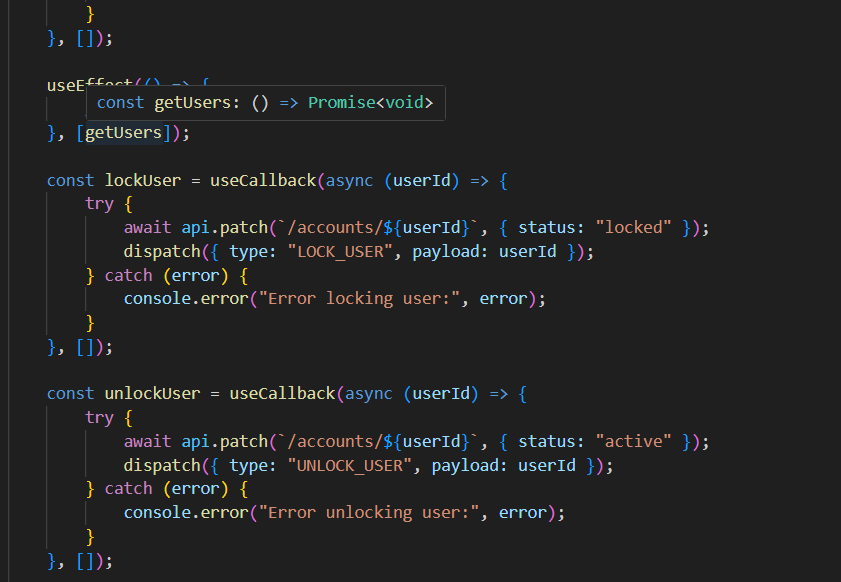 }
}, []);
useEffect(() => {
const getUsers: () => Promise<void>
}, [getUsers]);
const lockUser = useCallback(async (userId) => {
try {
await api.patch(`/accounts/${userId}`, { status: "locked" });
dispatch({ type: "LOCK_USER", payload: userId });
} catch (error) {
console.error("Error locking user:", error);
}
}, []);
const unlockUser = useCallback(async (userId) => {
try {
await api.patch(`/accounts/${userId}`, { status: "active" });
dispatch({ type: "UNLOCK_USER", payload: userId });
} catch (error) {
console.error("Error unlocking user:", error);
}
}, []);